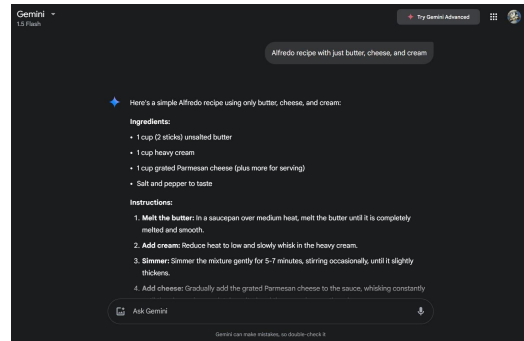 Gemini
1.5 Flash
Try Gemini Advanced
Alfredo recipe with just butter, cheese, and cream
Here's a simple Alfredo recipe using only butter, cheese, and cream:
Ingredients:
• 1 cup (2 sticks) unsalted butter
• 1 cup heavy cream
• 1 cup grated Parmesan cheese (plus more for serving)
• Salt and pepper to taste
Instructions:
1. Melt the butter: In a saucepan over medium heat, melt the butter until it is completely
melted and smooth.
2. Add cream: Reduce heat to low and slowly whisk in the heavy cream.
3. Simmer: Simmer the mixture gently for 5-7 minutes, stirring occasionally, until it slightly
thickens.
4. Add cheese: Gradually add the grated Parmesan cheese to the sauce, whisking constantly
Ask Gemini
Gemini can make mistakes, so double-check it